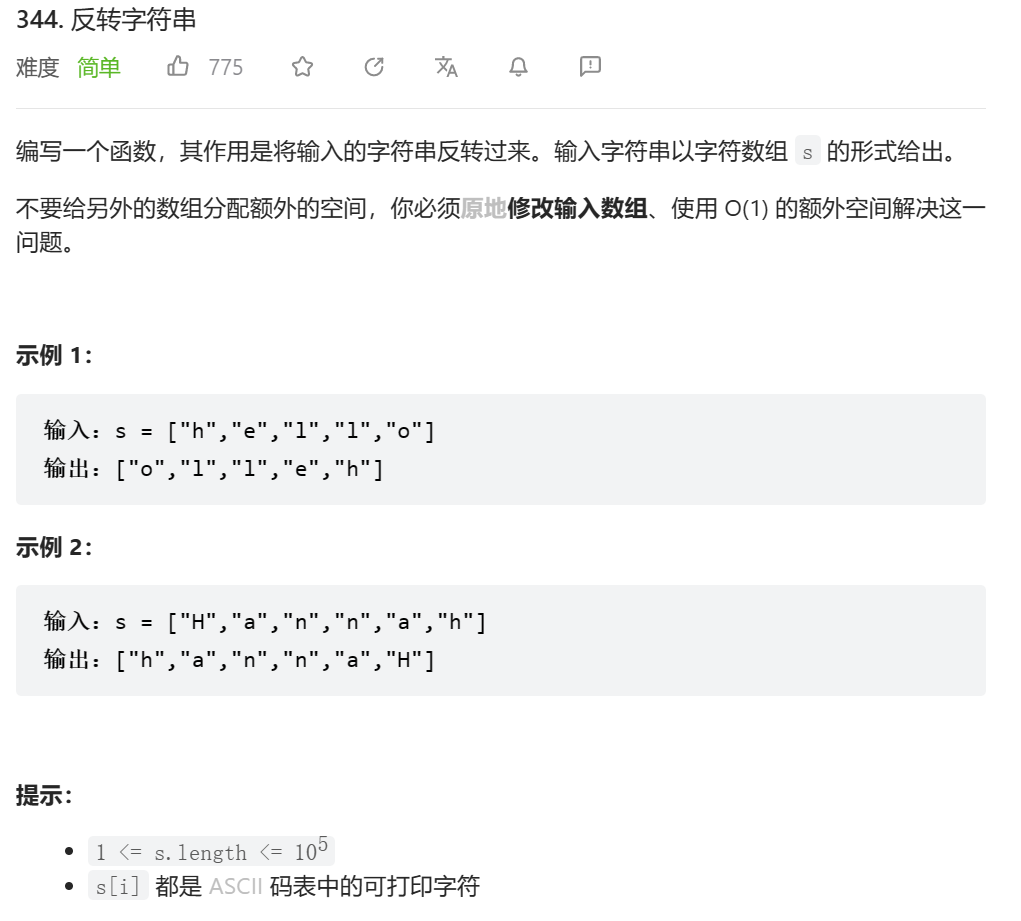 344. 反转字符串
难度 简单 775
编写一个函数，其作用是将输入的字符串反转过来。输入字符串以字符数组 s 的形式给出。
不要给另外的数组分配额外的空间，你必须原地修改输入数组、使用 O(1) 的额外空间解决这一
问题。
示例 1：
输入：s = ["h","e","l","l","o"]
输出：["o","l","l","e","h"]
示例 2：
输入：s = ["H","a","n","n","a","h"]
输出：["h","a","n","n","a","H"]
提示：
1 <= s.length <= 10⁵
s[i] 都是 ASCII 码表中的可打印字符